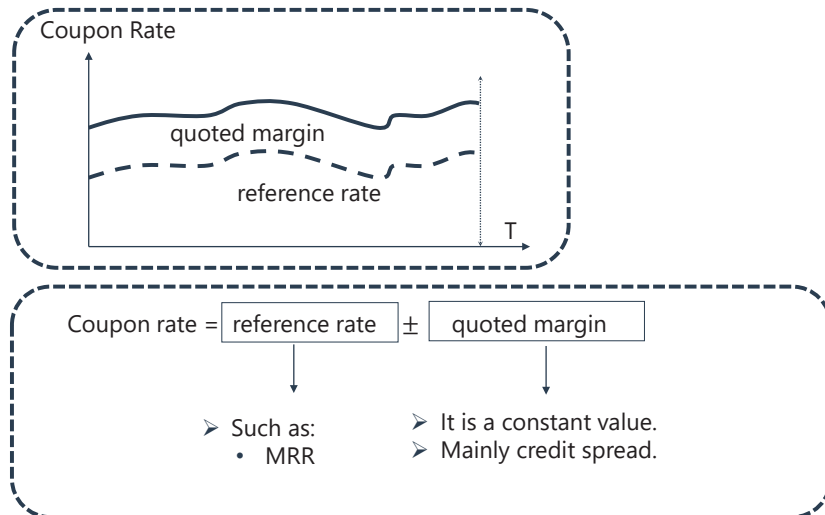 Coupon Rate
quoted margin
reference rate
T
Coupon rate = reference rate ± quoted margin
➢ Such as:
• MRR
➢ It is a constant value.
➢ Mainly credit spread.